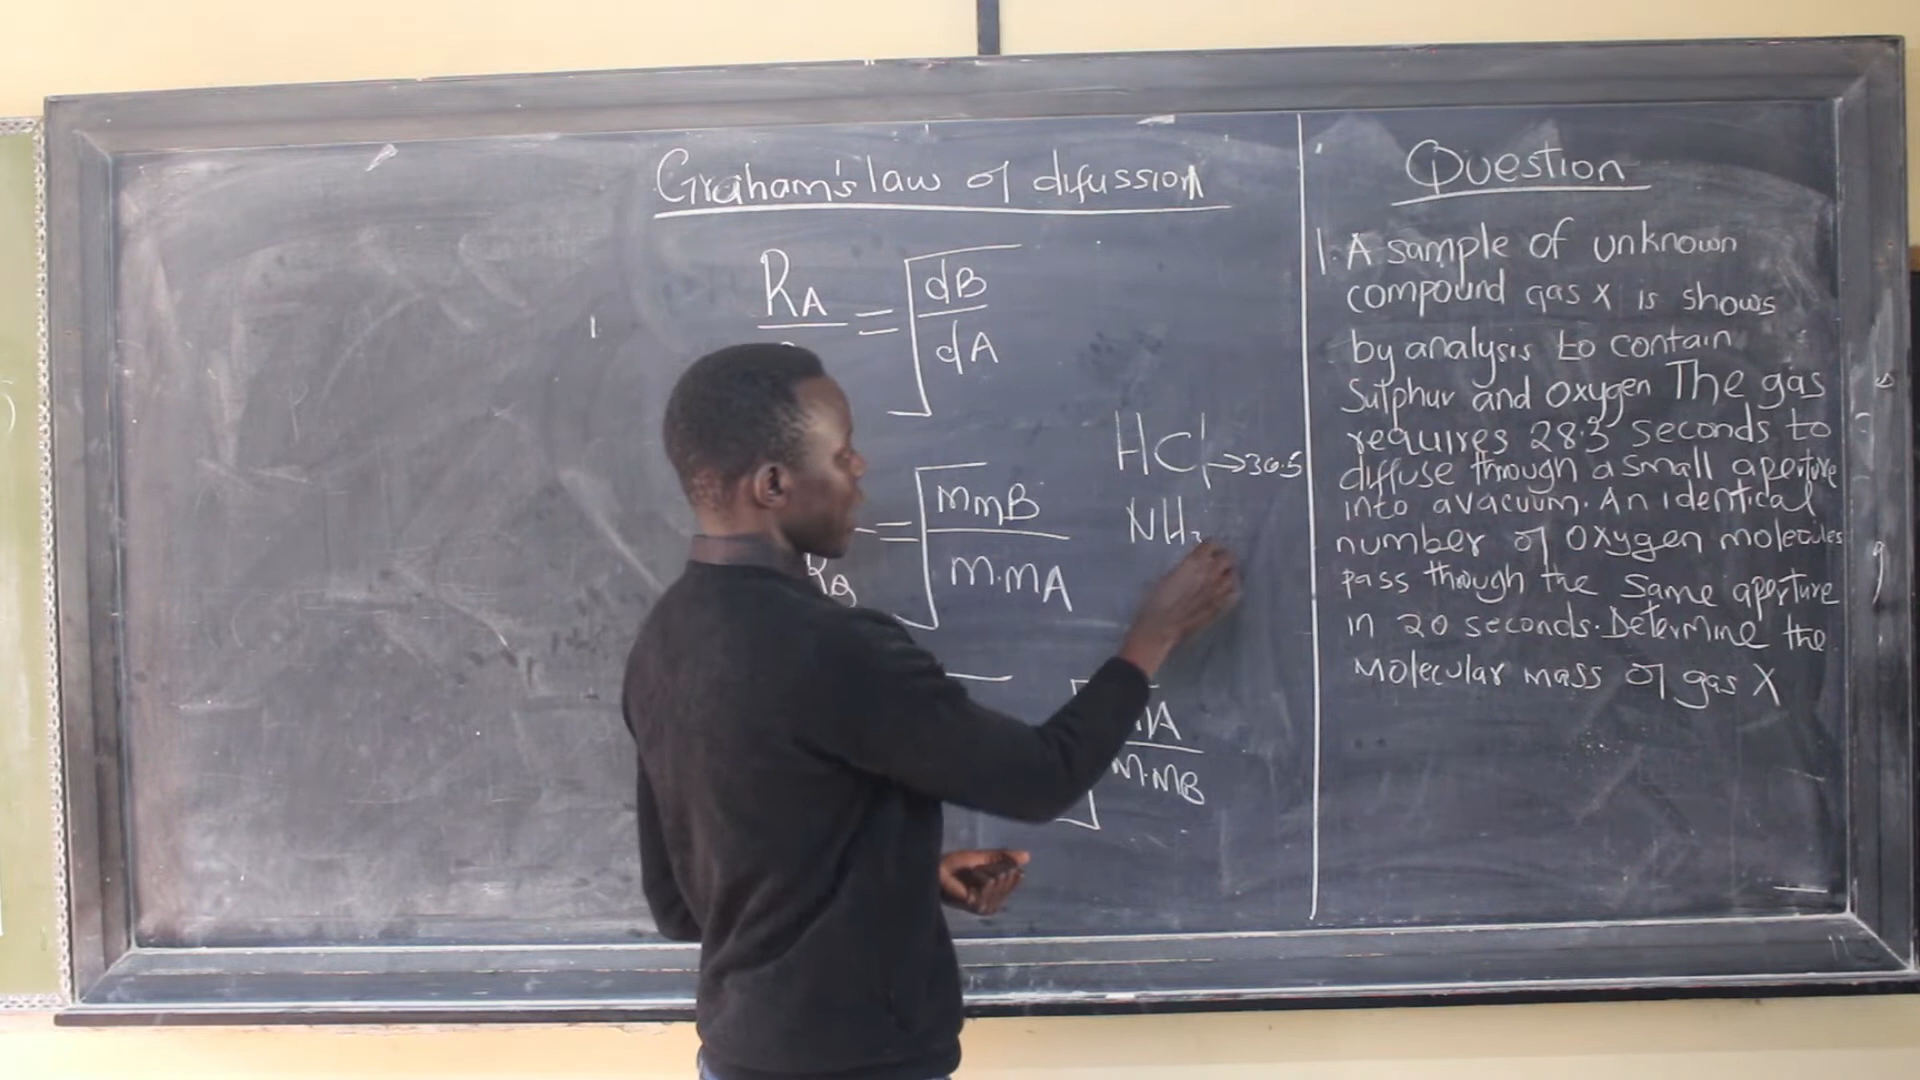 Graham's law of difussion
RA
=
dB
dA
=
MmB
M.MA
RB
MA
M.MB
HCl → 36.5
NH3
Question
1. A sample of unknown
compound gas X is shows
by analysis to contain
Sulphur and oxygen The gas
requires 28.3 seconds to
diffuse through a small aperture
into a vacuum. An identical
number of oxygen molecules
pass through the same aperture
in 20 seconds. Determine the
molecular mass of gas X